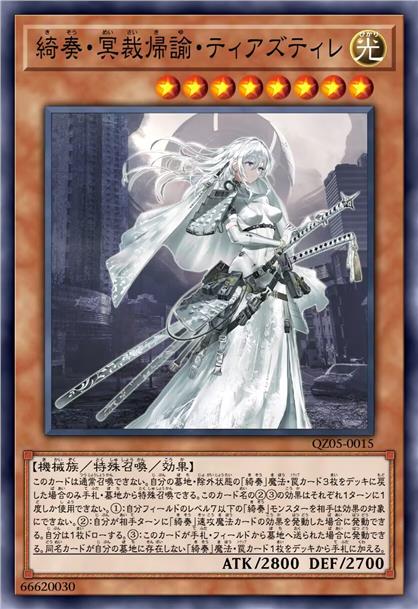 綺奏・冥裁帰諭・ティアズティレ
光
QZ05-0015
【機械族／特殊召喚／効果】
このカードは通常召喚できない。自分の墓地・除外状態の「綺奏」魔法・罠カード3枚をデッキに戻
した場合のみ手札・墓地から特殊召喚できる。このカード名の②③の効果はそれぞれ1ターンに1
度しか使用できない。①:自分フィールドのレベル7以下の「綺奏」モンスターを相手は効果の対象
にできない。②:自分が相手ターンに「綺奏」速攻魔法カードの効果を発動した場合に発動でき
る。自分は1枚ドローする。③:このカードが手札・フィールドから墓地へ送られた場合に発動でき
る。同名カードが自分の墓地に存在しない「綺奏」魔法・罠カード1枚をデッキから手札に加える。
ATK/2800 DEF/2700
66620030